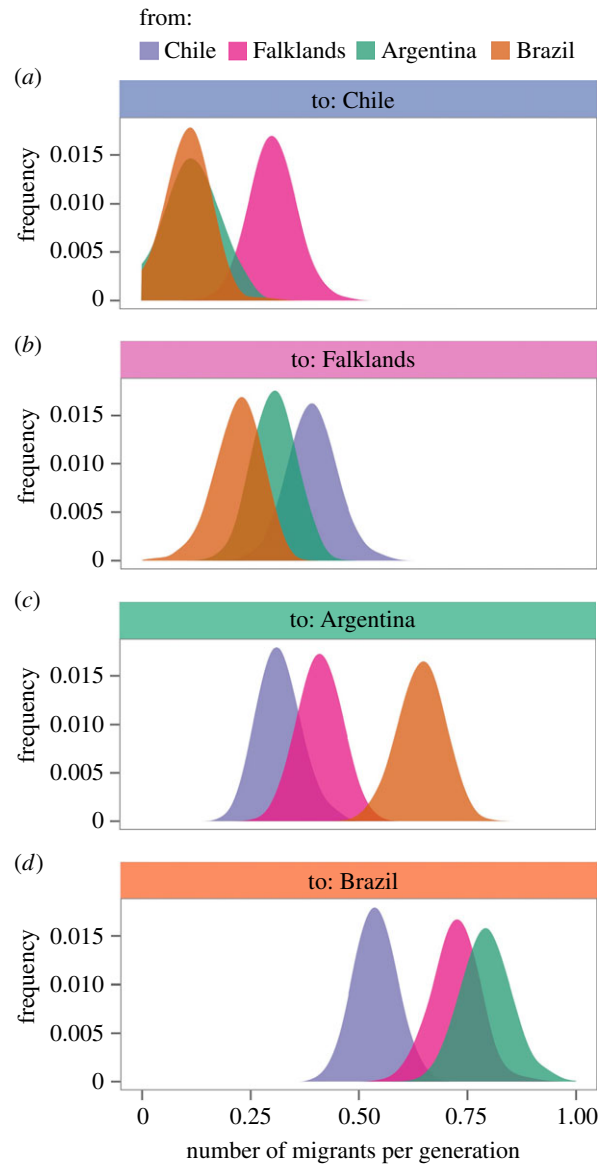 from:
Chile Falklands Argentina Brazil
(a)
to: Chile
frequency
0.015
0.010
0.005
0
(b)
to: Falklands
frequency
0.015
0.010
0.005
0
(c)
to: Argentina
frequency
0.015
0.010
0.005
0
(d)
to: Brazil
frequency
0.015
0.010
0.005
0
0 0.25 0.50 0.75 1.00
number of migrants per generation